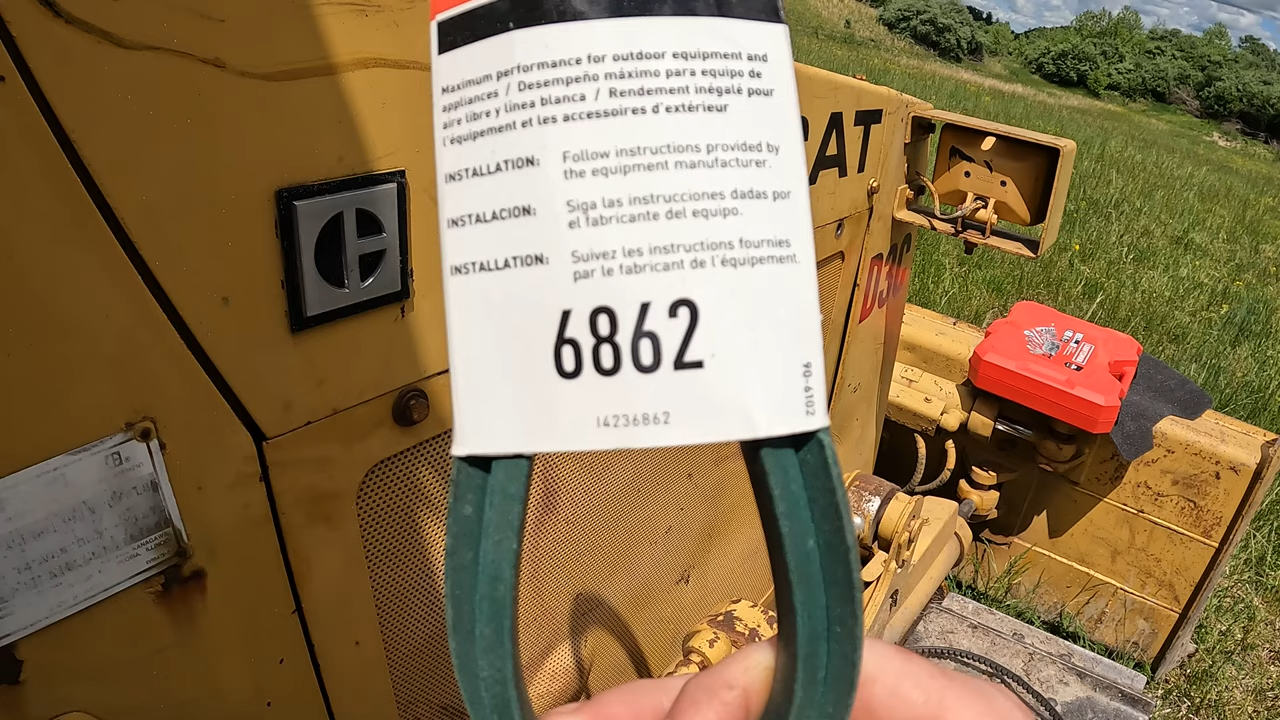 Maximum performance for outdoor equipment and
appliances / Desempeño máximo para equipo de
aire libre y línea blanca / Rendement inégalé pour
l'équipement et les accessoires d'extérieur
INSTALLATION: Follow instructions provided by
the equipment manufacturer.
INSTALACION: Siga las instrucciones dadas por
el fabricante del equipo.
INSTALLATION: Suivez les instructions fournies
par le fabricant de l'équipement.
6862
14236862
90-6102
CAT
D3C